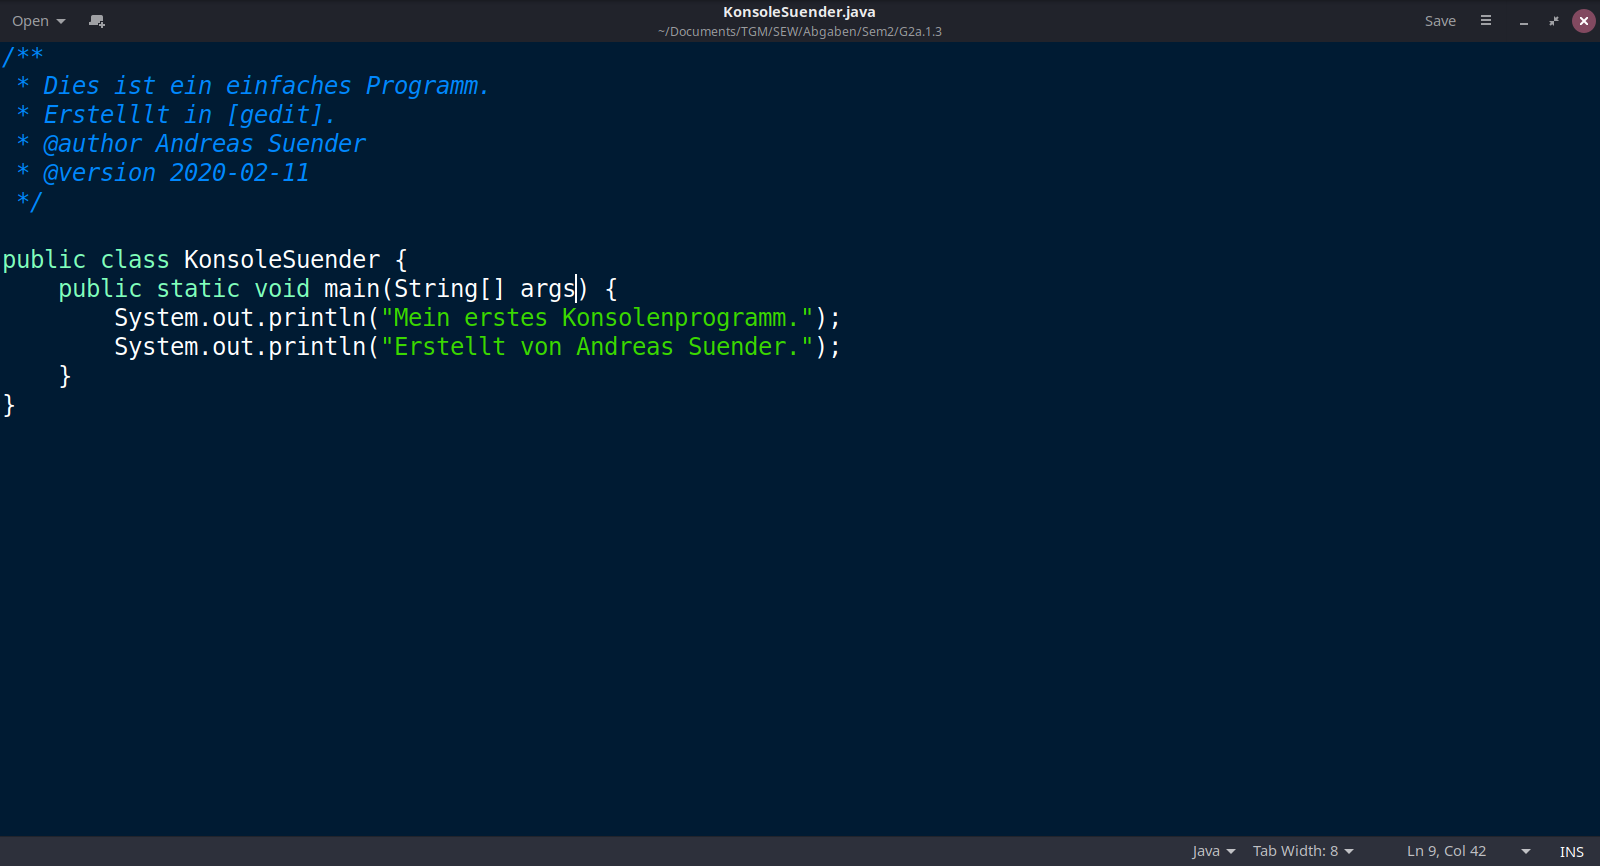 Open
KonsoleSuender.java
~/Documents/TGM/SEW/Abgaben/Sem2/G2a.1.3
Save
/**
 * Dies ist ein einfaches Programm.
 * Erstelllt in [gedit].
 * @author Andreas Suender
 * @version 2020-02-11
 */
public class KonsoleSuender {
    public static void main(String[] args) {
        System.out.println("Mein erstes Konsolenprogramm.");
        System.out.println("Erstellt von Andreas Suender.");
    }
}
Java Tab Width: 8 Ln 9, Col 42 INS